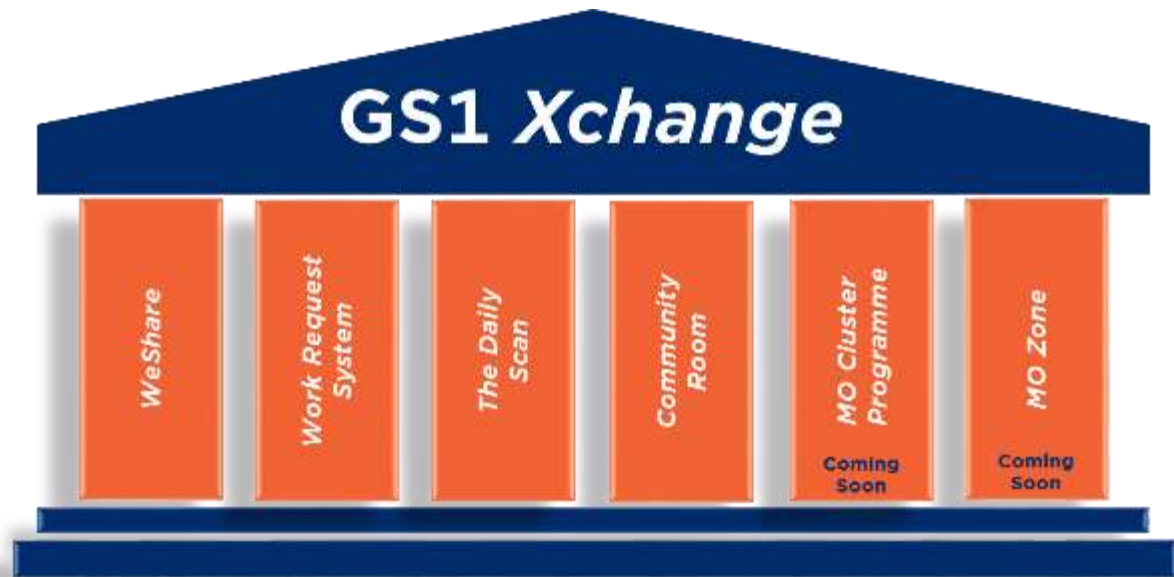 GS1 Xchange
WeShare
Work Request
System
The Daily
Scan
Community
Room
MO Cluster
Programme
Coming
Soon
MO Zone
Coming
Soon